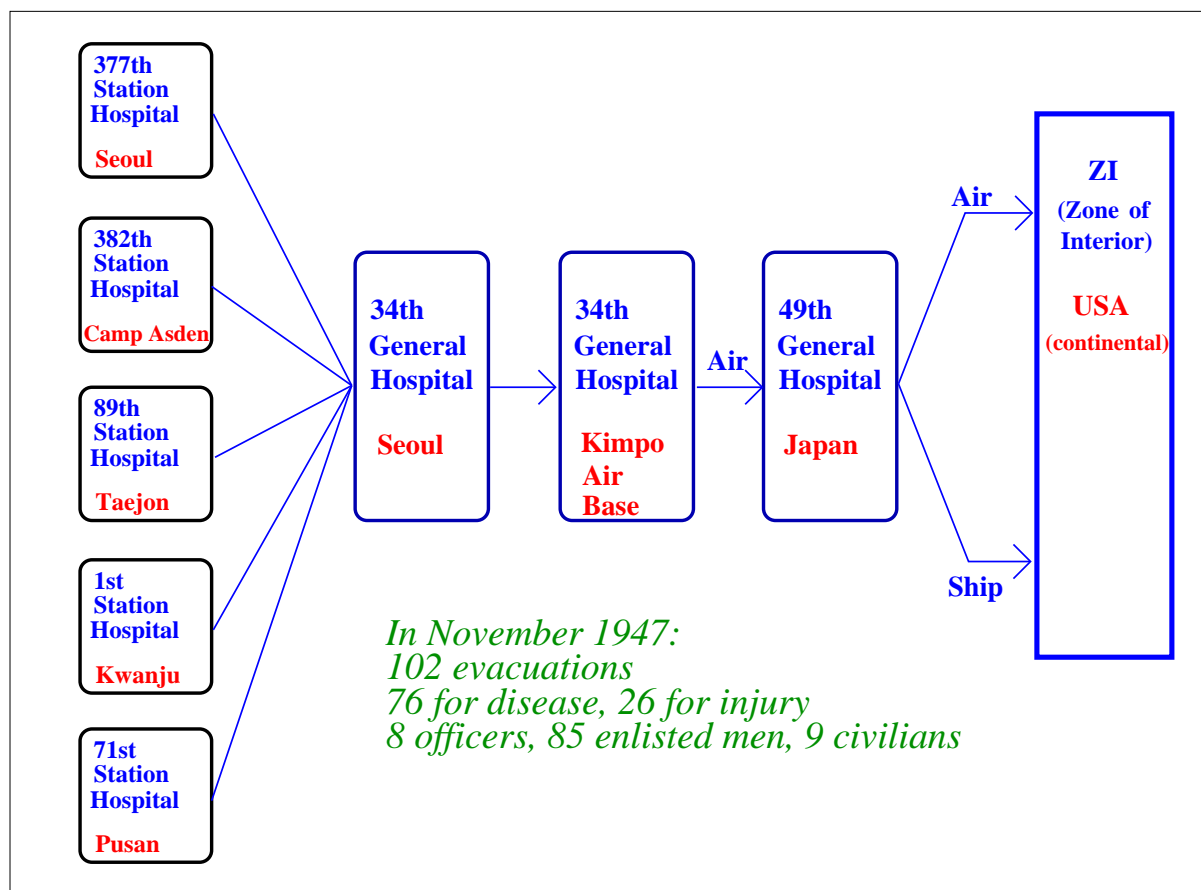 377th
Station
Hospital
Seoul
382th
Station
Hospital
Camp Asden
89th
Station
Hospital
Taejon
1st
Station
Hospital
Kwanju
71st
Station
Hospital
Pusan
34th
General
Hospital
Seoul
34th
General
Hospital
Kimpo
Air
Base
Air
49th
General
Hospital
Japan
Air
Ship
ZI
(Zone of
Interior)
USA
(continental)
In November 1947:
102 evacuations
76 for disease, 26 for injury
8 officers, 85 enlisted men, 9 civilians